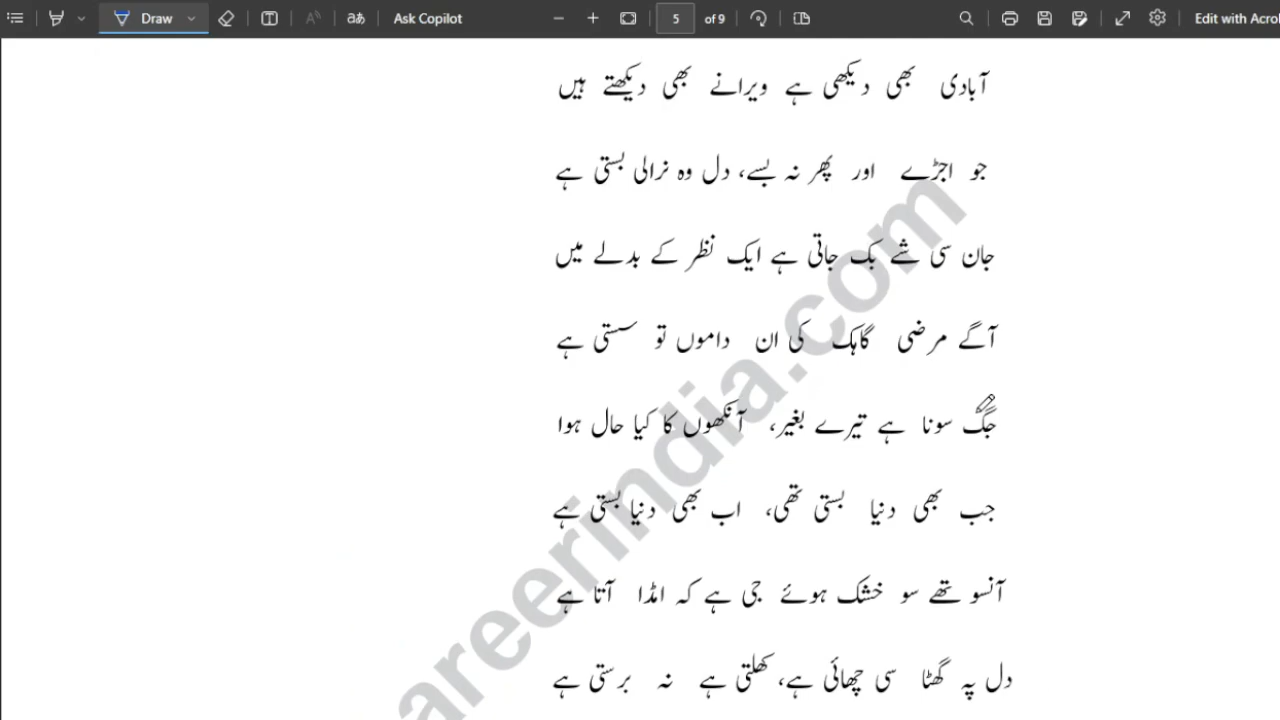 Draw
Ask Copilot
5 of 9
Edit with Acro
آبادی بھی دیکھی ہے ویرانے بھی دیکھتے ہیں
جو اجڑے اور پھر نہ بسے، دل وہ نرالی بستی ہے
جان سی شے بک جاتی ہے ایک نظر کے بدلے میں
آگے مرضی گاہک کی ان داموں تو سستی ہے
جگ سونا ہے تیرے بغیر، آنکھوں کا کیا حال ہوا
جب بھی دنیا بستی تھی، اب بھی دنیا بستی ہے
آنسو تھے سو خشک ہوئے جی ہے کہ امڈا آتا ہے
دل پہ گھٹا سی چھائی ہے، کھلتی ہے نہ برستی ہے
areerindia.com